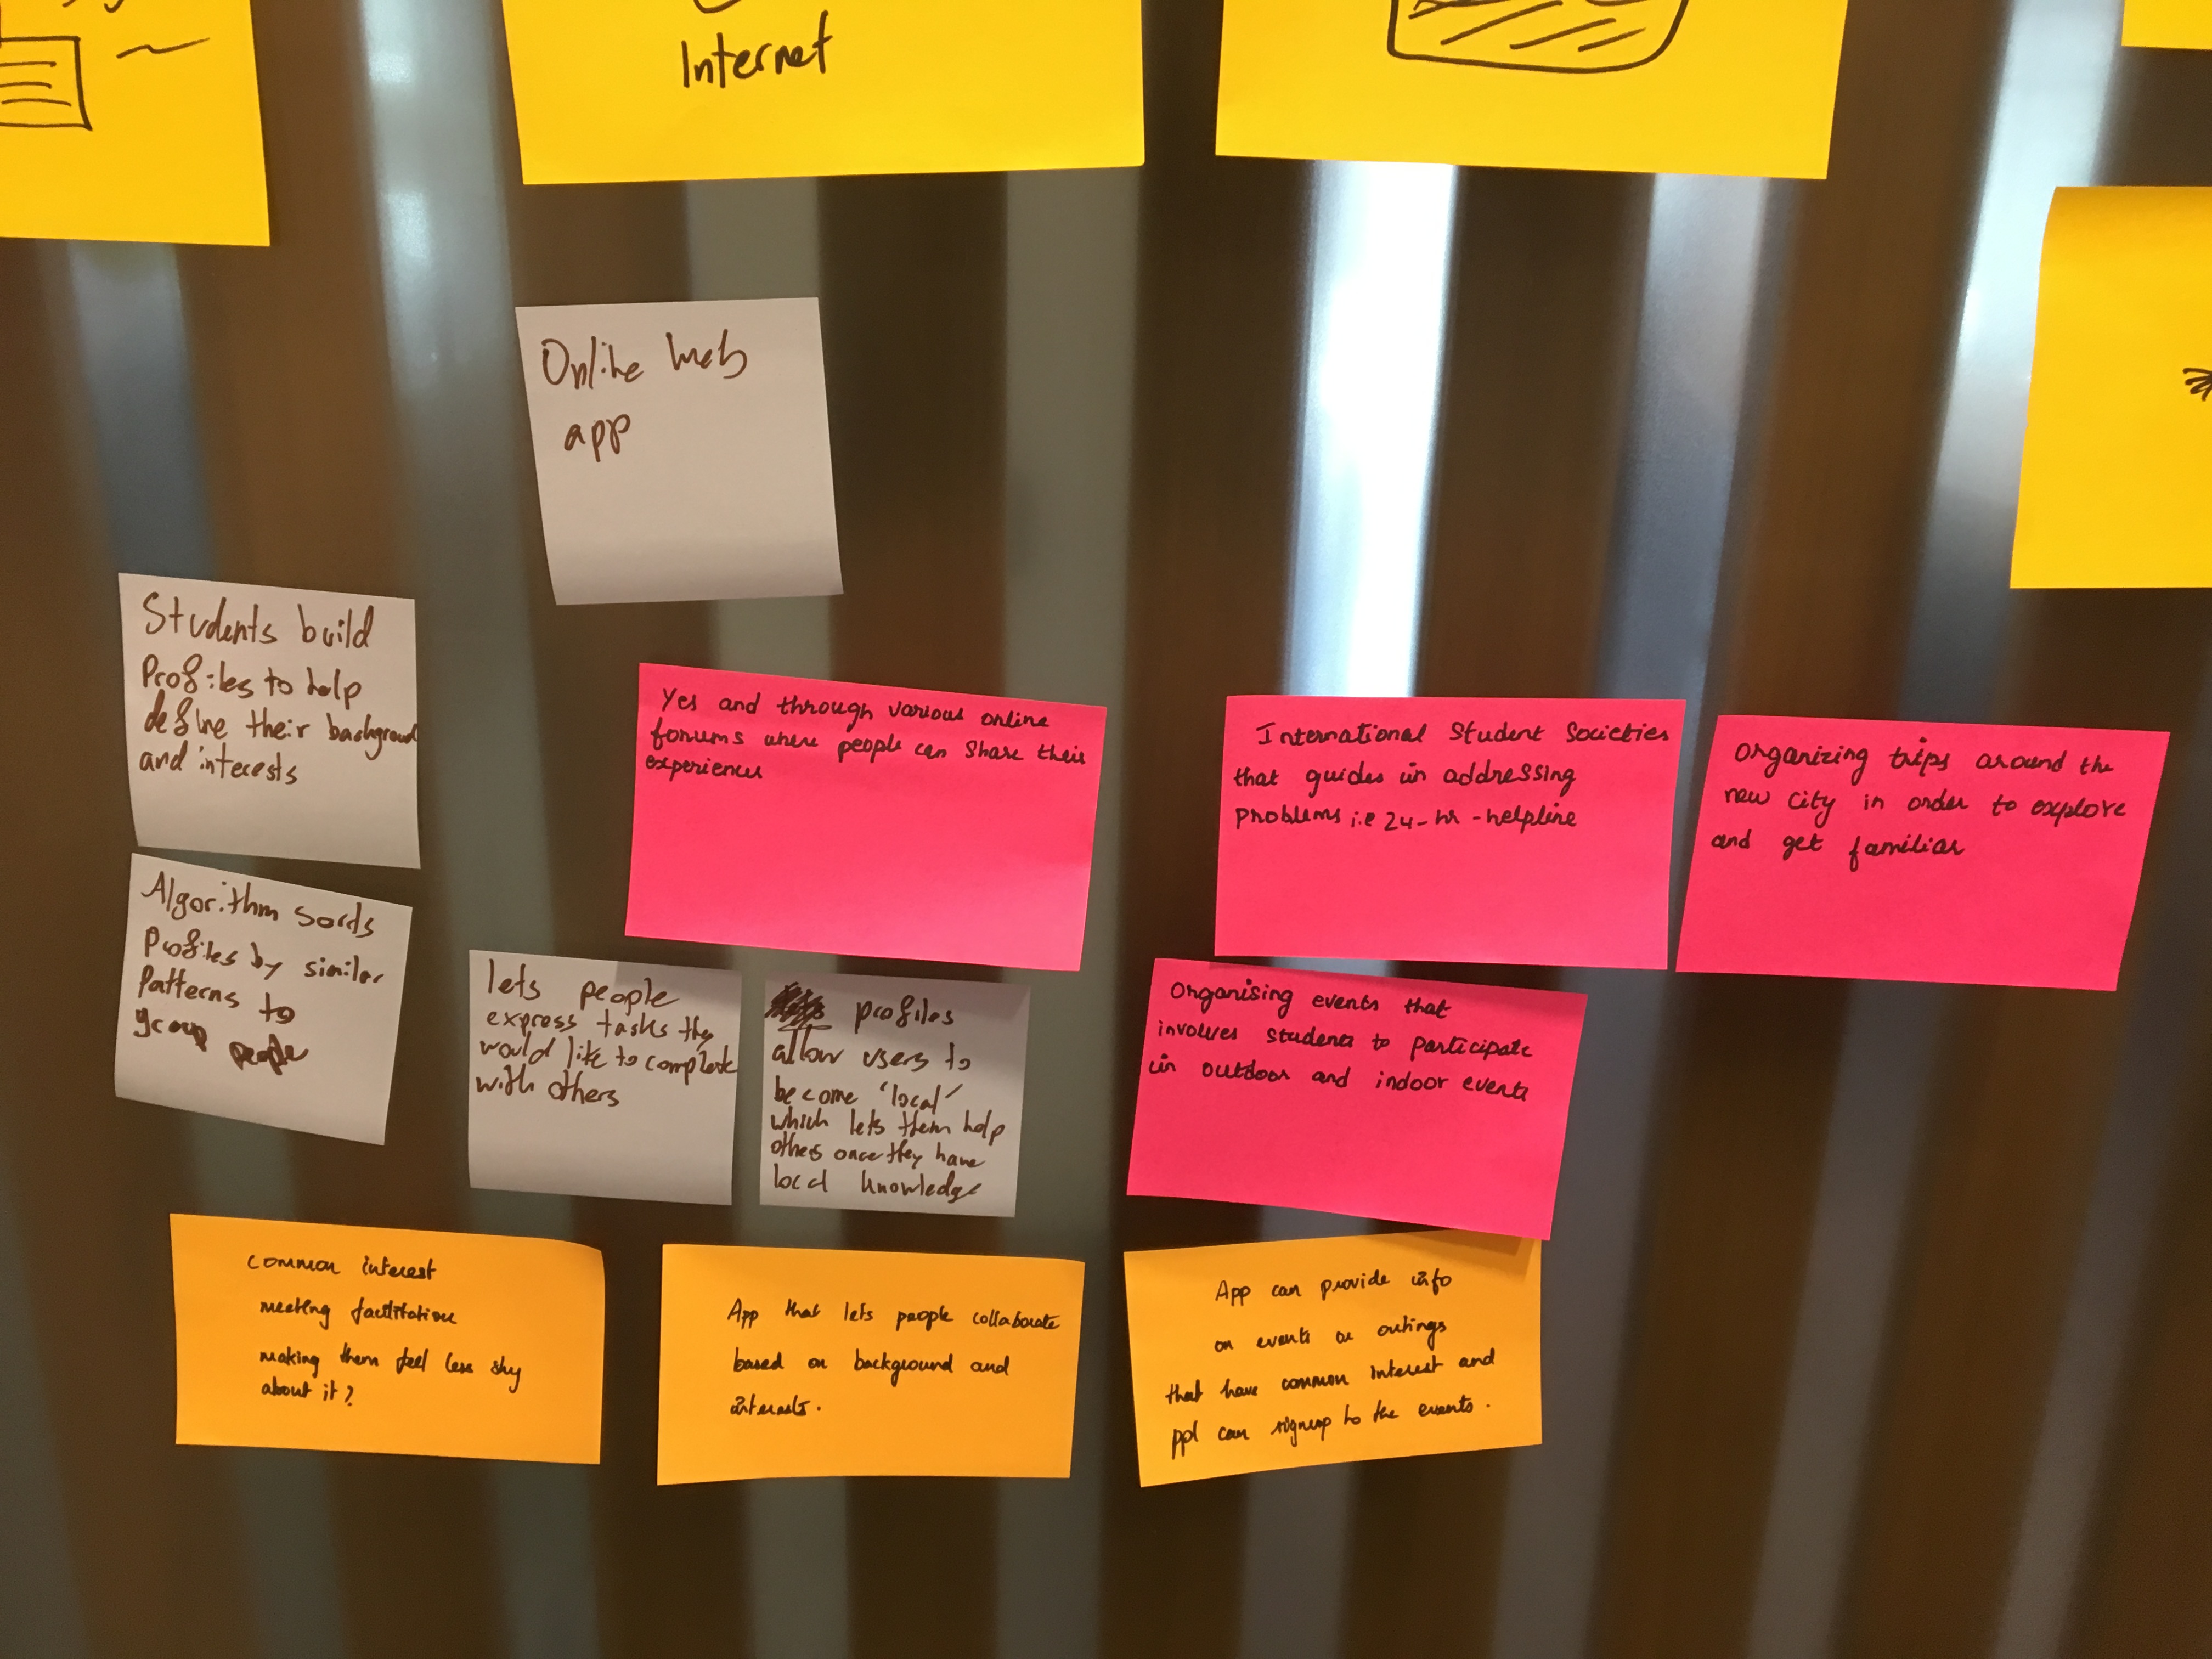 Internet
Online Web
app
Students build
Profiles to help
define their background
and interests
Yes and through various online
forums where people can share their
experiences
International Student Societies
that guides in addressing
problems i.e 24-hr-helpline
Organizing trips around the
new city in order to explore
and get familiar
Algorithm sords
Profiles by similar
Patterns to
group people
lets people
express tasks they
would like to complete
with others
profiles
allow users to
become 'local'
which lets them help
others once they have
local knowledge
Organising events that
involves students to participate
in outdoor and indoor events
common interest
meeting facilitation
making them feel less shy
about it?
App that lets people collaborate
based on background and
interests.
App can provide info
on events or outings
that have common interest and
ppl can signup to the events.